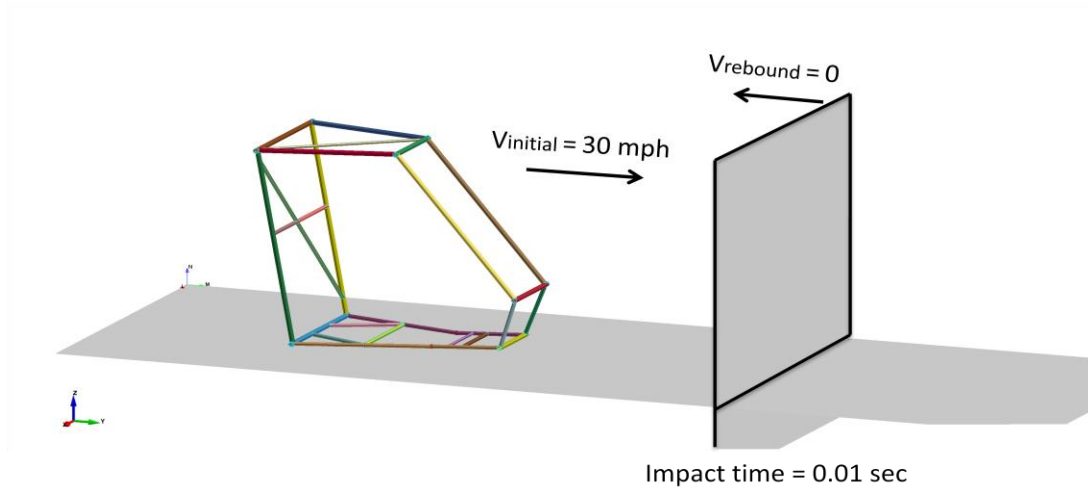 Vrebound = 0
Vinitial = 30 mph
Z
Y
Impact time = 0.01 sec